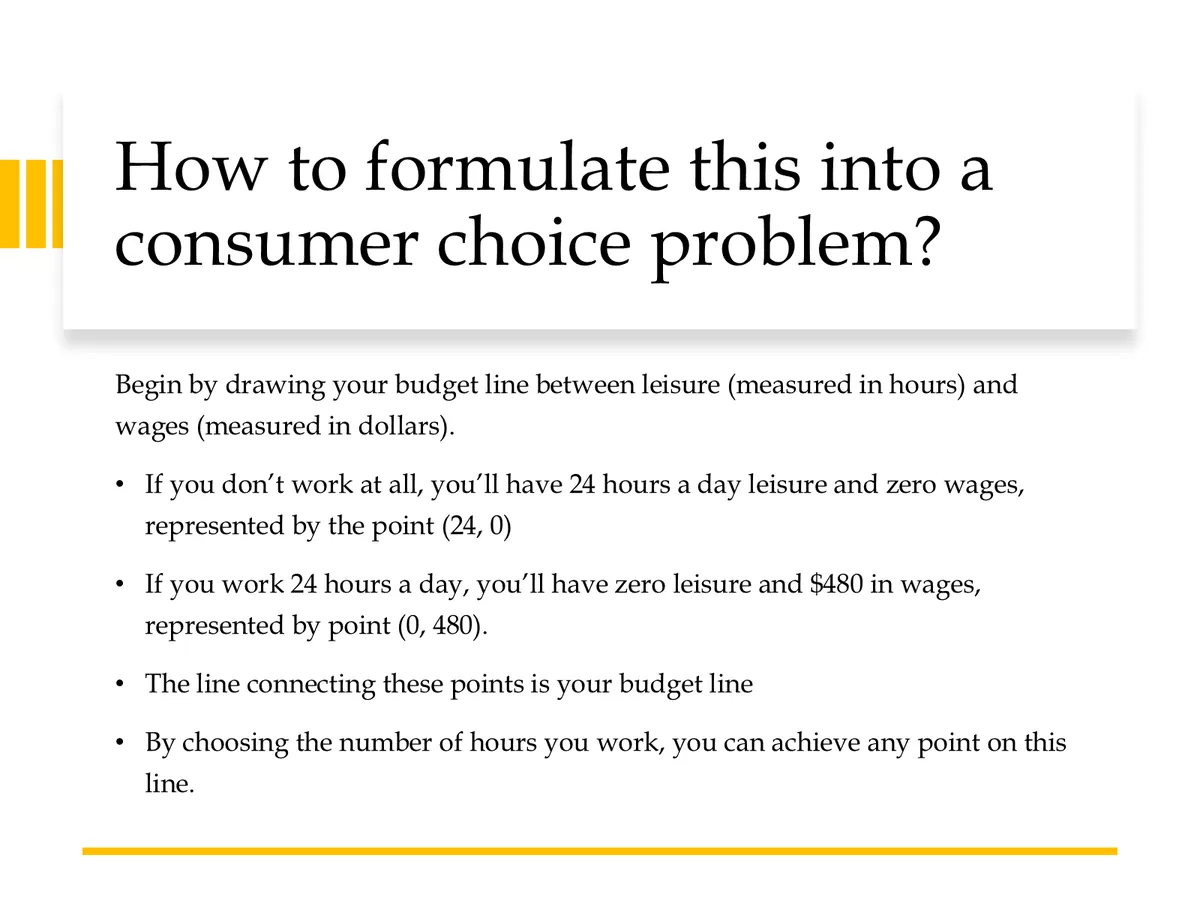 How to formulate this into a
consumer choice problem?
Begin by drawing your budget line between leisure (measured in hours) and
wages (measured in dollars).
• If you don’t work at all, you’ll have 24 hours a day leisure and zero wages,
represented by the point (24, 0)
• If you work 24 hours a day, you’ll have zero leisure and $480 in wages,
represented by point (0, 480).
• The line connecting these points is your budget line
• By choosing the number of hours you work, you can achieve any point on this
line.